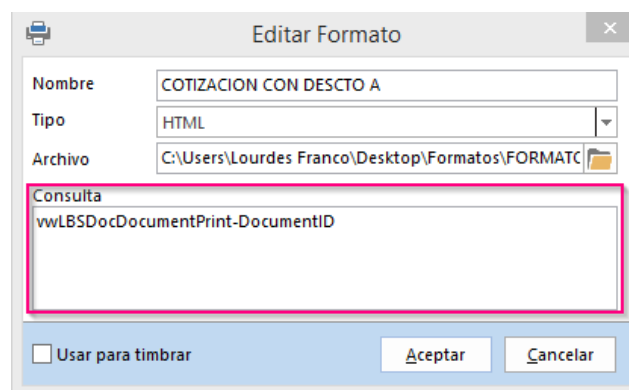 Editar Formato
Nombre COTIZACION CON DESCTO A
Tipo HTML
Archivo C:\Users\Lourdes Franco\Desktop\Formatos\FORMATC
Consulta
vwLBSDocDocumentPrint-DocumentID
Usar para timbrar Aceptar Cancelar